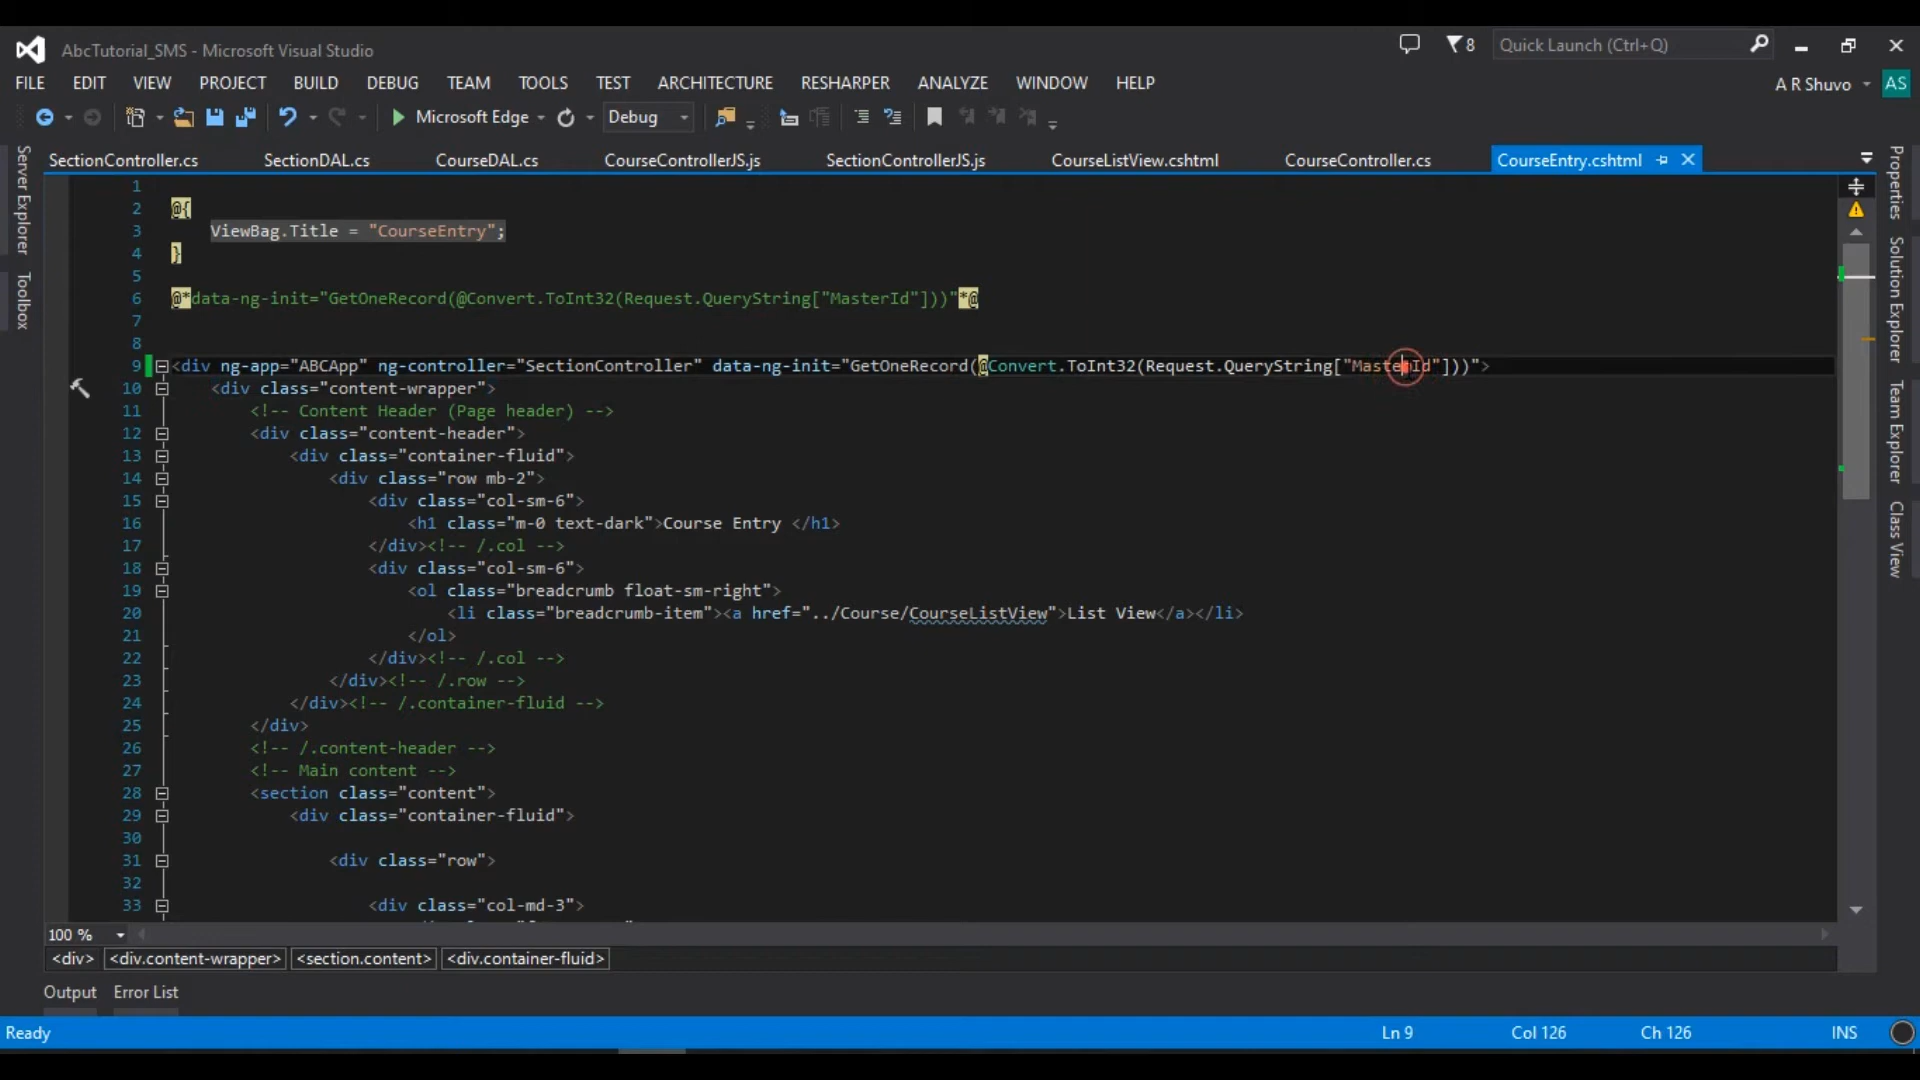 AbcTutorial_SMS - Microsoft Visual Studio
8
Quick Launch (Ctrl+Q)
FILE EDIT VIEW PROJECT BUILD DEBUG TEAM TOOLS TEST ARCHITECTURE RESHARPER ANALYZE WINDOW HELP
A R Shuvo
AS
Microsoft Edge
Debug
SectionController.cs SectionDAL.cs CourseDAL.cs CourseControllerJS.js SectionControllerJS.js CourseListView.cshtml CourseController.cs CourseEntry.cshtml
Server Explorer
Toolbox
1
2 @{
3 ViewBag.Title = "CourseEntry";
4 }
5
6 @*data-ng-init="GetOneRecord(@Convert.ToInt32(Request.QueryString["MasterId"]))"*@
7
8
9 <div ng-app="ABCApp" ng-controller="SectionController" data-ng-init="GetOneRecord(@Convert.ToInt32(Request.QueryString["MasterId"]))">
10 <div class="content-wrapper">
11 <!-- Content Header (Page header) -->
12 <div class="content-header">
13 <div class="container-fluid">
14 <div class="row mb-2">
15 <div class="col-sm-6">
16 <h1 class="m-0 text-dark">Course Entry </h1>
17 </div><!-- /.col -->
18 <div class="col-sm-6">
19 <ol class="breadcrumb float-sm-right">
20 <li class="breadcrumb-item"><a href="../Course/CourseListView">List View</a></li>
21 </ol>
22 </div><!-- /.col -->
23 </div><!-- /.row -->
24 </div><!-- /.container-fluid -->
25 </div>
26 <!-- /.content-header -->
27 <!-- Main content -->
28 <section class="content">
29 <div class="container-fluid">
30
31 <div class="row">
32
33 <div class="col-md-3">
Properties
Solution Explorer
Team Explorer
Class View
100 %
<div> <div.content-wrapper> <section.content> <div.container-fluid>
Output Error List
Ready Ln 9 Col 126 Ch 126 INS